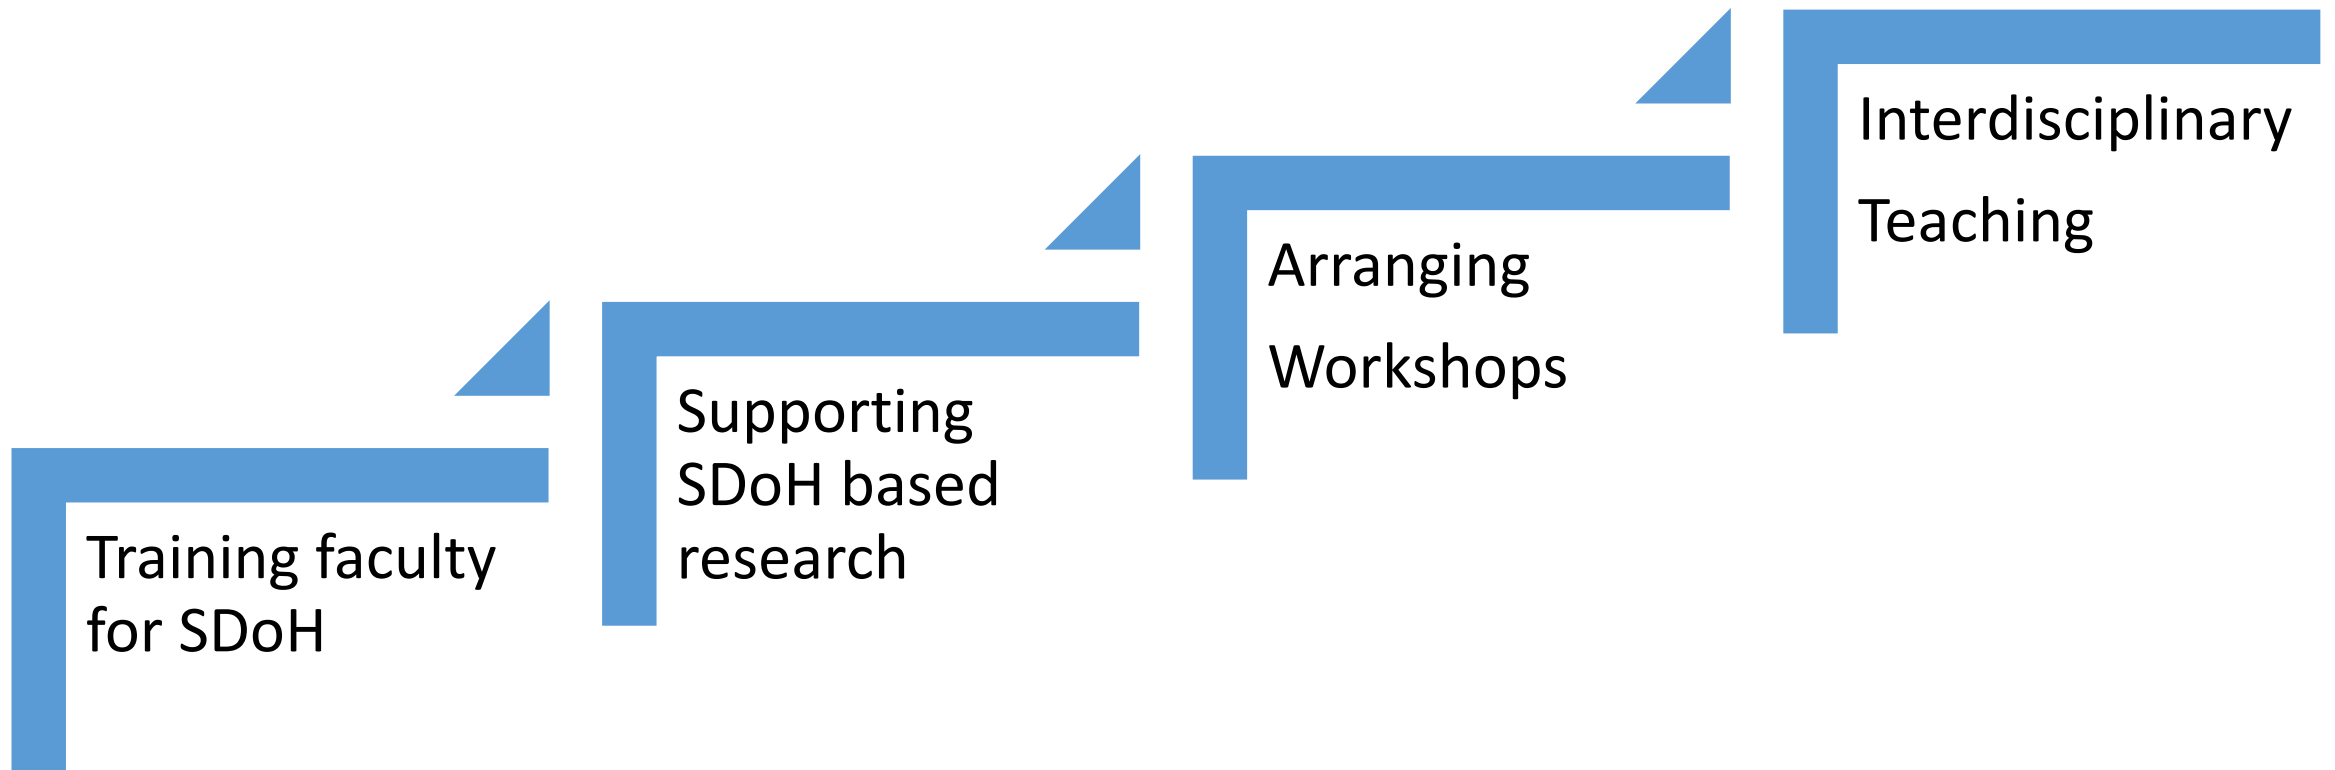 Training faculty
for SDoH
Supporting
SDoH based
research
Arranging
Workshops
Interdisciplinary
Teaching